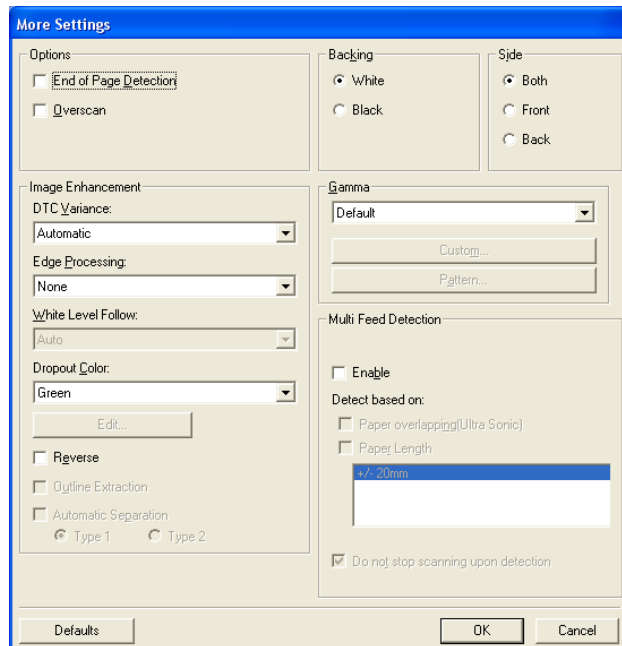 More Settings
Options
End of Page Detection
Overscan
Backing
White
Black
Side
Both
Front
Back
Image Enhancement
DTC Variance:
Automatic
Edge Processing:
None
White Level Follow:
Auto
Dropout Color:
Green
Edit...
Reverse
Outline Extraction
Automatic Separation
Type 1 Type 2
Gamma
Default
Custom...
Pattern...
Multi Feed Detection
Enable
Detect based on:
Paper overlapping(Ultra Sonic)
Paper Length
+/- 20mm
Do not stop scanning upon detection
Defaults
OK
Cancel